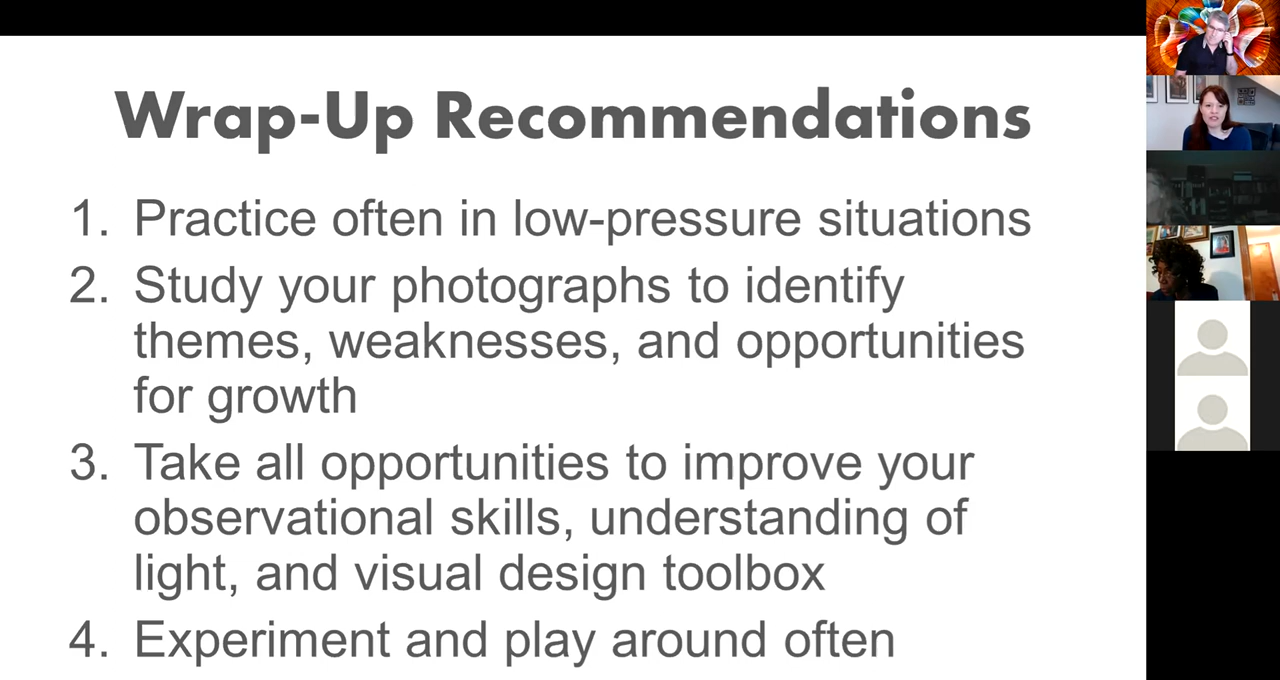 Wrap-Up Recommendations
1. Practice often in low-pressure situations
2. Study your photographs to identify
themes, weaknesses, and opportunities
for growth
3. Take all opportunities to improve your
observational skills, understanding of
light, and visual design toolbox
4. Experiment and play around often